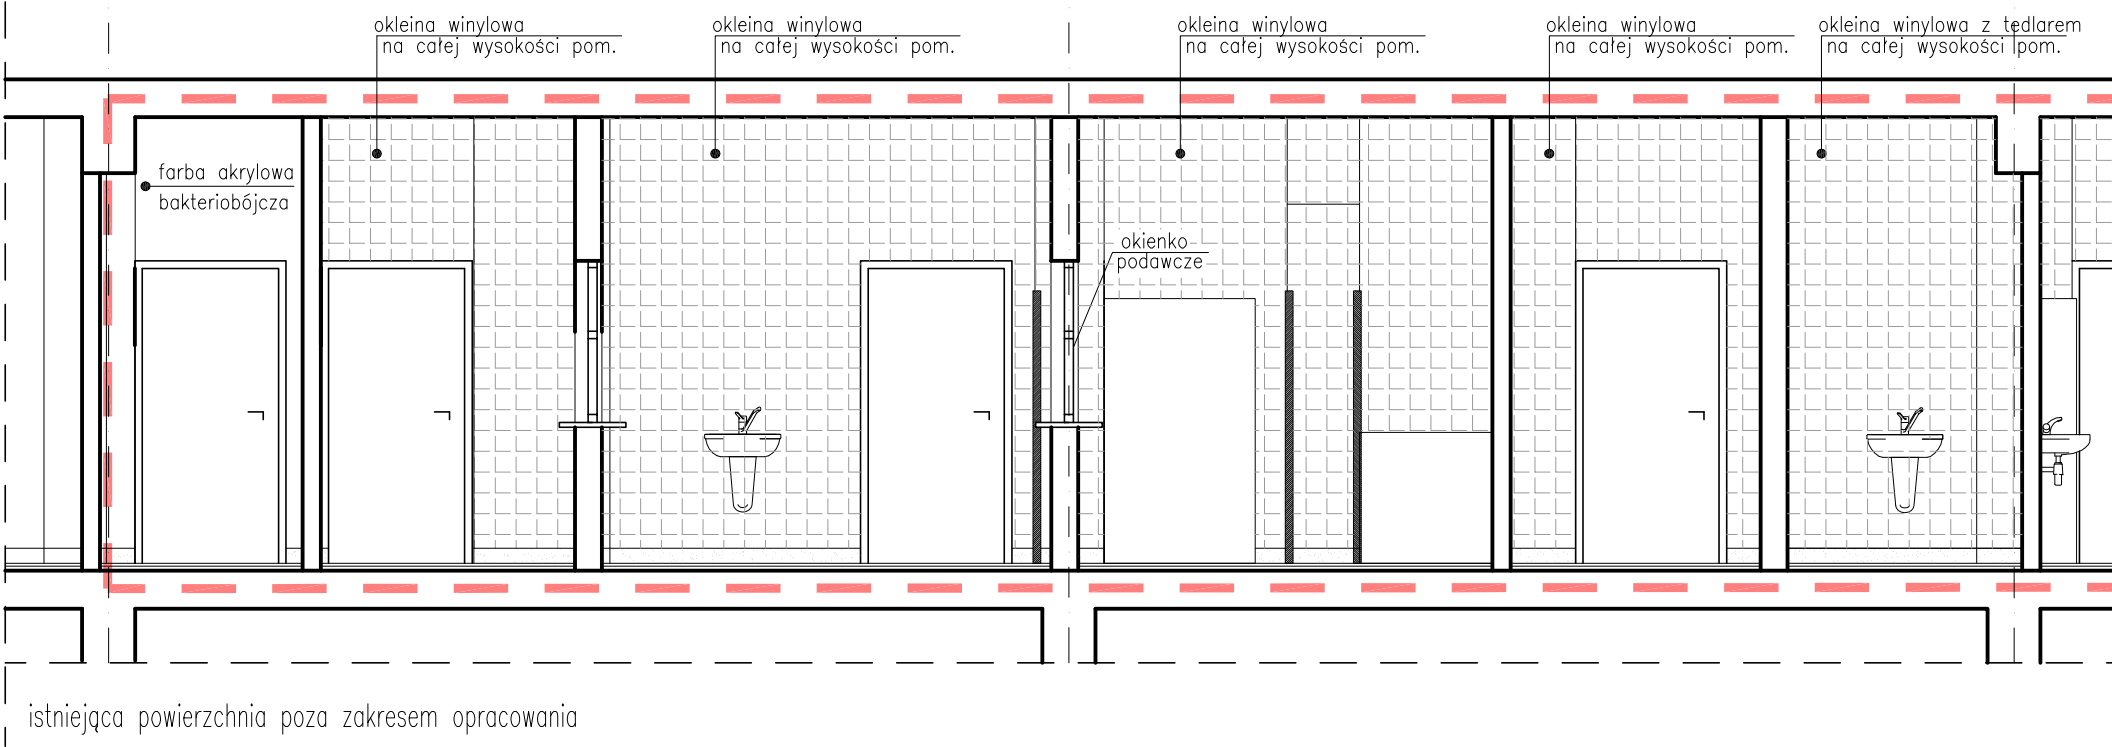 okleina winylowa
na całej wysokości pom.
okleina winylowa
na całej wysokości pom.
okleina winylowa
na całej wysokości pom.
okleina winylowa
na całej wysokości pom.
okleina winylowa z tedlarem
na całej wysokości pom.
farba akrylowa
bakteriobójcza
okienko
podawcze
istniejąca powierzchnia poza zakresem opracowania